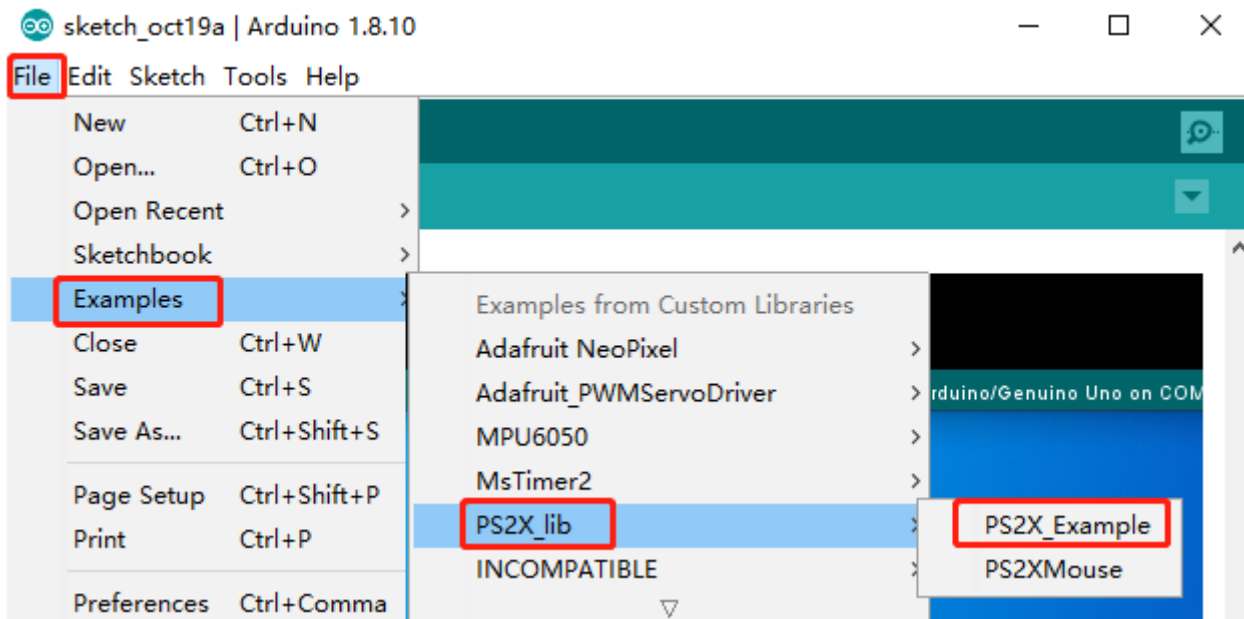 sketch_oct19a | Arduino 1.8.10
File Edit Sketch Tools Help
New Ctrl+N
Open... Ctrl+O
Open Recent
Sketchbook
Examples
Close Ctrl+W
Save Ctrl+S
Save As... Ctrl+Shift+S
Page Setup Ctrl+Shift+P
Print Ctrl+P
Preferences Ctrl+Comma
Examples from Custom Libraries
Adafruit NeoPixel
Adafruit_PWMServoDriver
MPU6050
MsTimer2
PS2X_lib
INCOMPATIBLE
PS2X_Example
PS2XMouse
rduino/Genuino Uno on COM